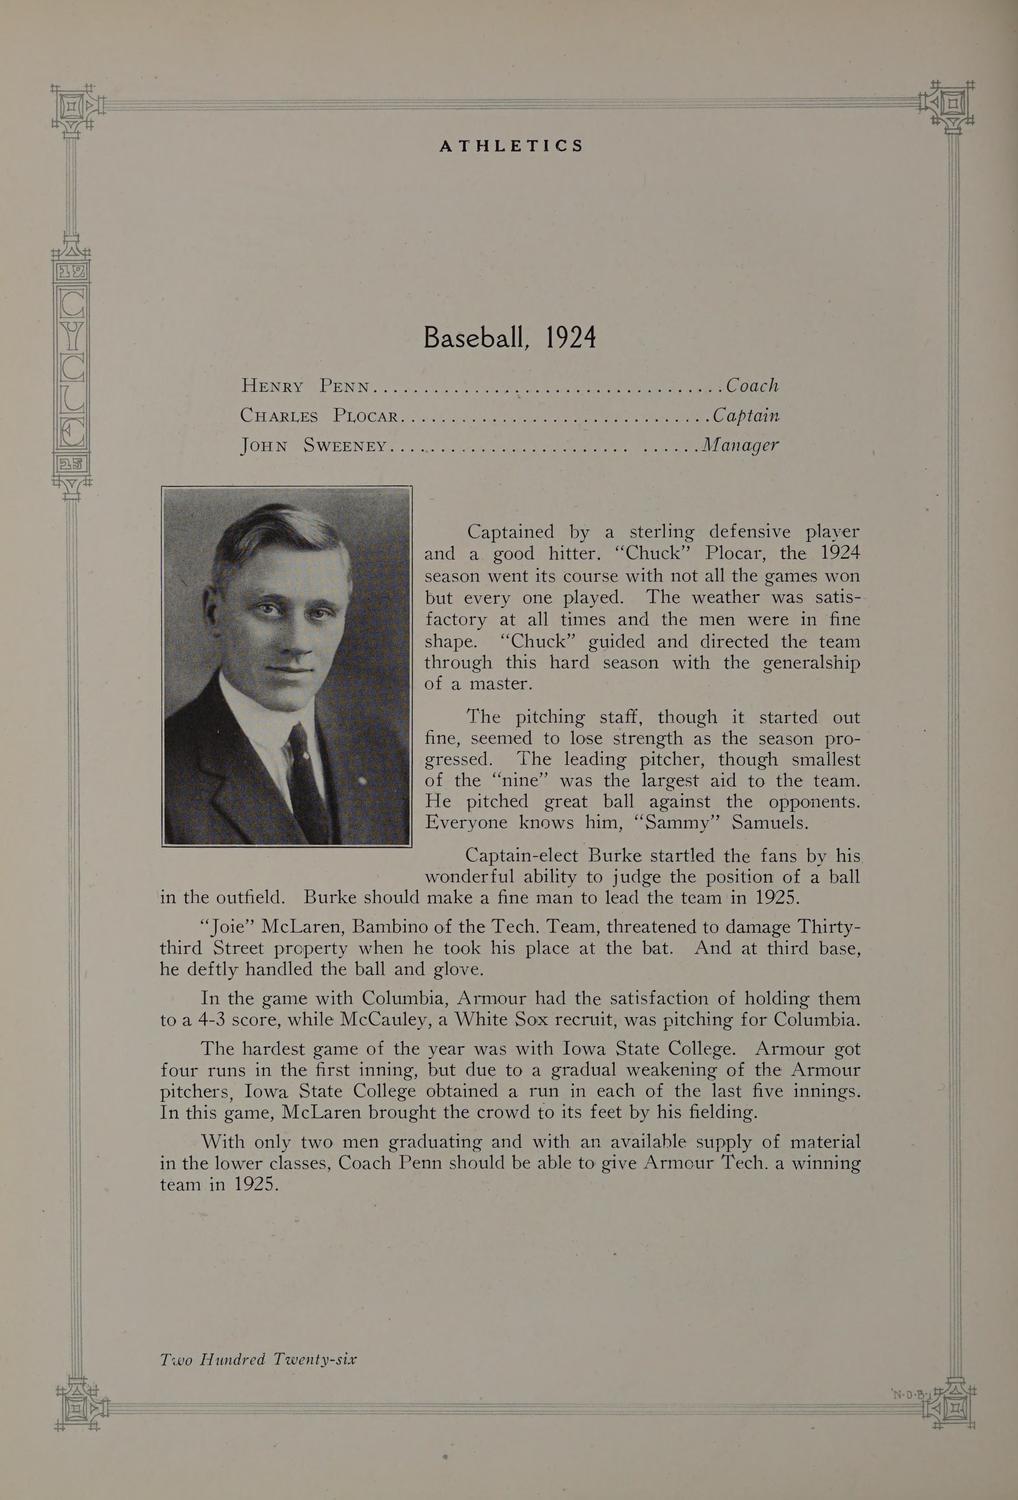 ATHLETICS
19
CYCLE
25
Baseball, 1924
HENRY PENN............................................Coach
CHARLES PLOCAR.......................................Captain
JOHN SWEENEY............................. .......Manager
Captained by a sterling defensive player
and a good hitter. “Chuck” Plocar, the 1924
season went its course with not all the games won
but every one played. The weather was satis-
factory at all times and the men were in fine
shape. “Chuck” guided and directed the team
through this hard season with the generalship
of a master.
The pitching staff, though it started out
fine, seemed to lose strength as the season pro-
gressed. The leading pitcher, though smallest
of the “nine” was the largest aid to the team.
He pitched great ball against the opponents.
Everyone knows him, “Sammy” Samuels.
Captain-elect Burke startled the fans by his
wonderful ability to judge the position of a ball
in the outfield. Burke should make a fine man to lead the team in 1925.
“Joie” McLaren, Bambino of the Tech. Team, threatened to damage Thirty-
third Street property when he took his place at the bat. And at third base,
he deftly handled the ball and glove.
In the game with Columbia, Armour had the satisfaction of holding them
to a 4-3 score, while McCauley, a White Sox recruit, was pitching for Columbia.
The hardest game of the year was with Iowa State College. Armour got
four runs in the first inning, but due to a gradual weakening of the Armour
pitchers, Iowa State College obtained a run in each of the last five innings.
In this game, McLaren brought the crowd to its feet by his fielding.
With only two men graduating and with an available supply of material
in the lower classes, Coach Penn should be able to give Armour Tech. a winning
team in 1925.
Two Hundred Twenty-six
N·D·B